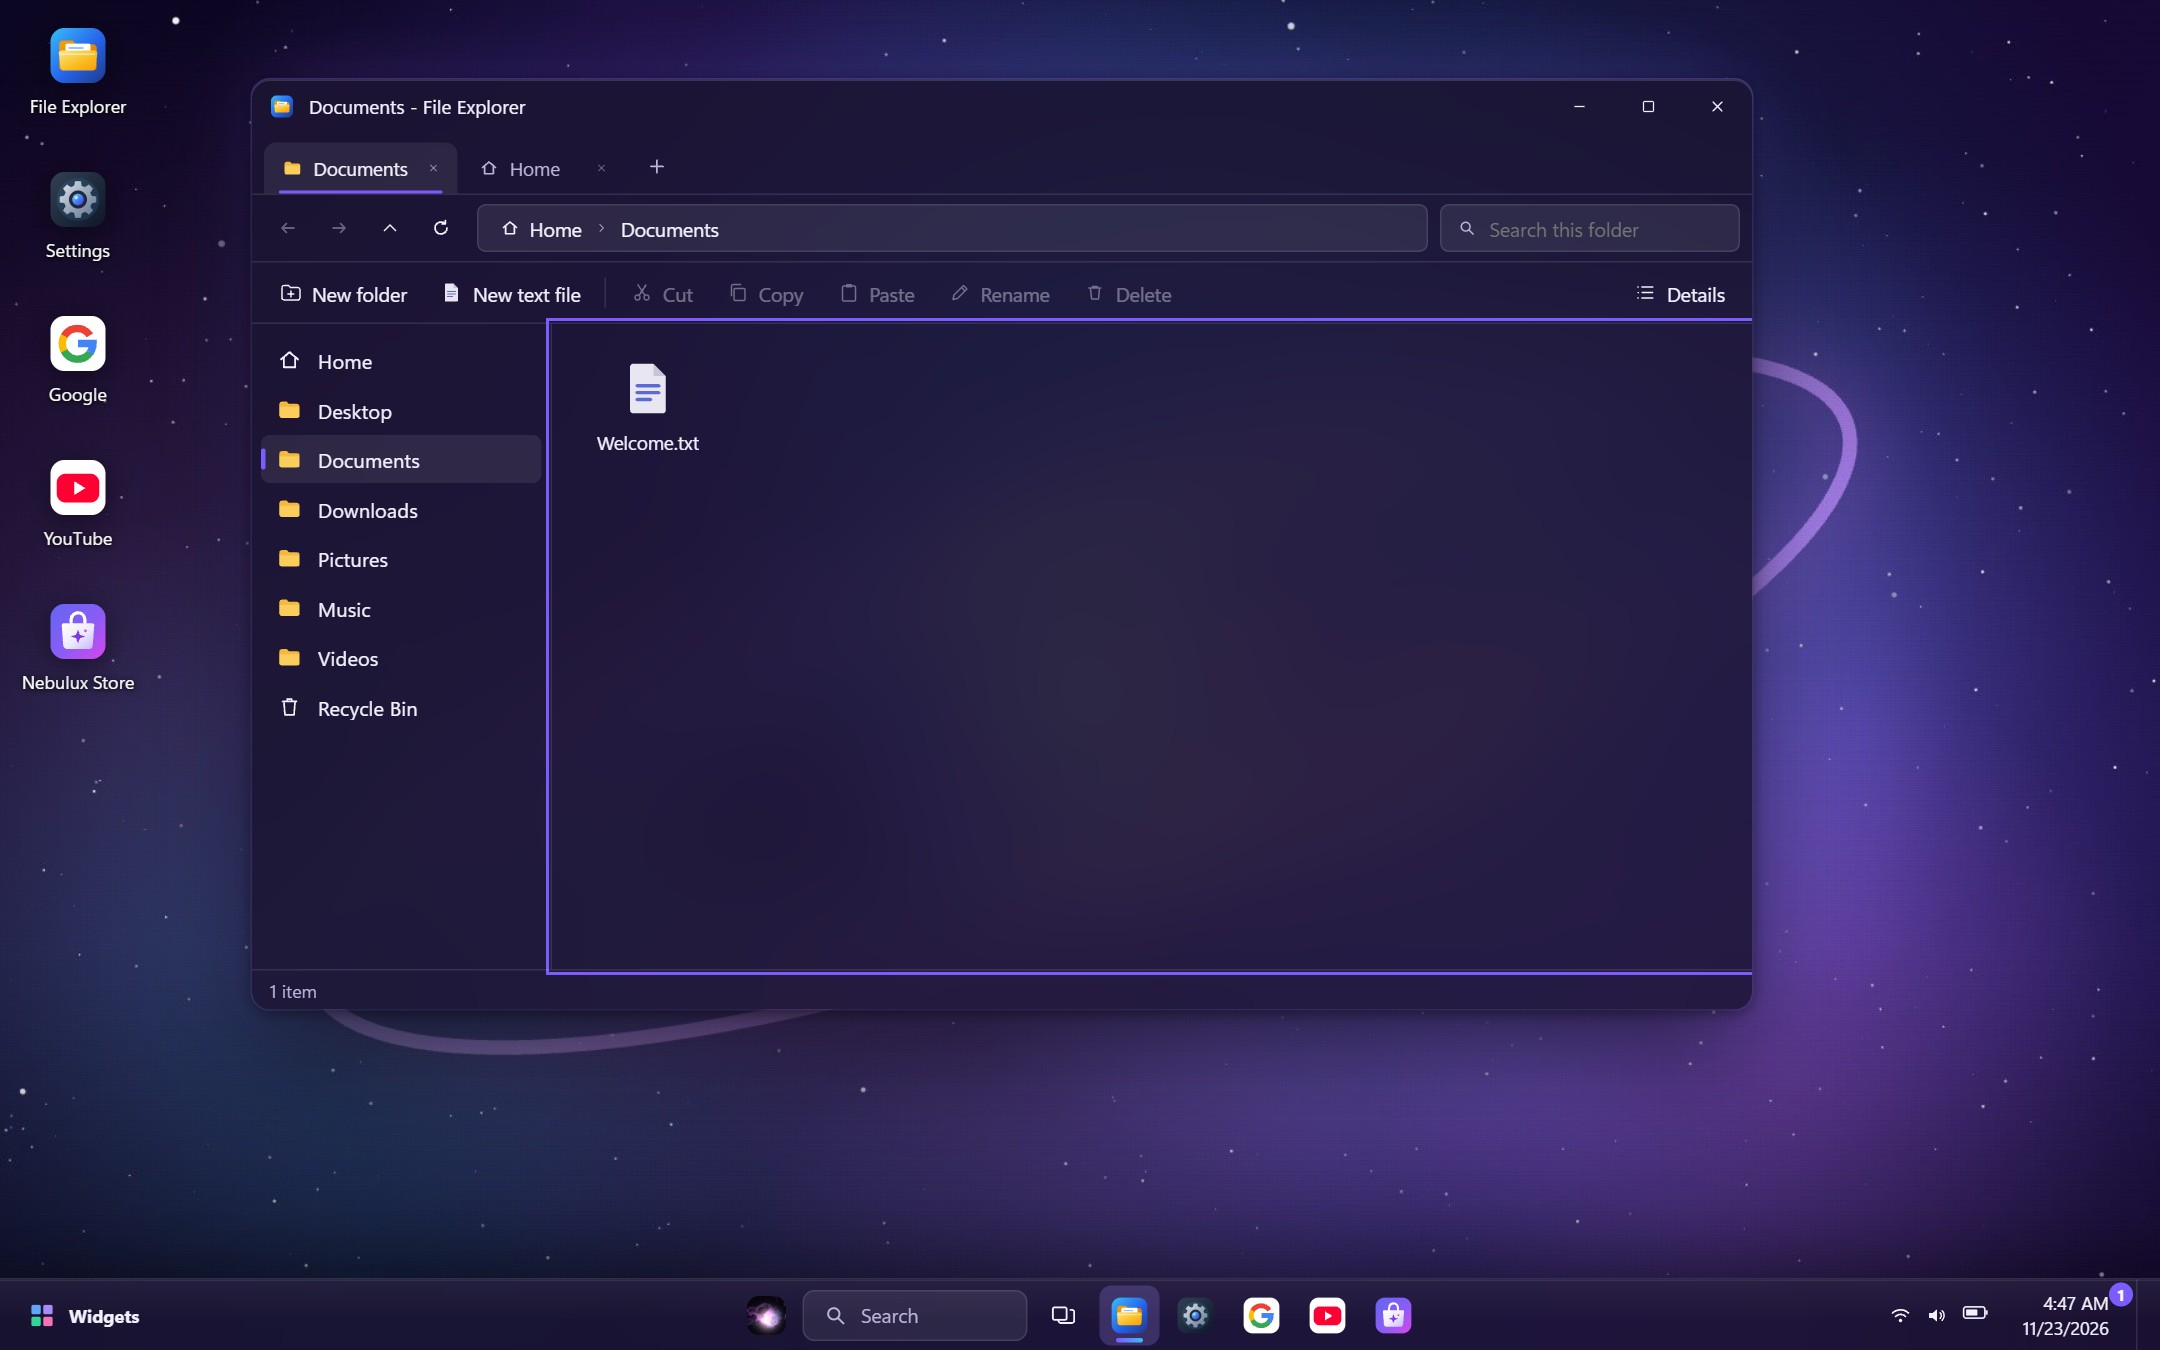 File Explorer
Settings
Google
YouTube
Nebulux Store
Documents - File Explorer
Documents
Home
Home
Documents
Search this folder
New folder
New text file
Cut
Copy
Paste
Rename
Delete
Details
Home
Desktop
Documents
Downloads
Pictures
Music
Videos
Recycle Bin
Welcome.txt
1 item
Widgets
Search
4:47 AM
1
11/23/2026